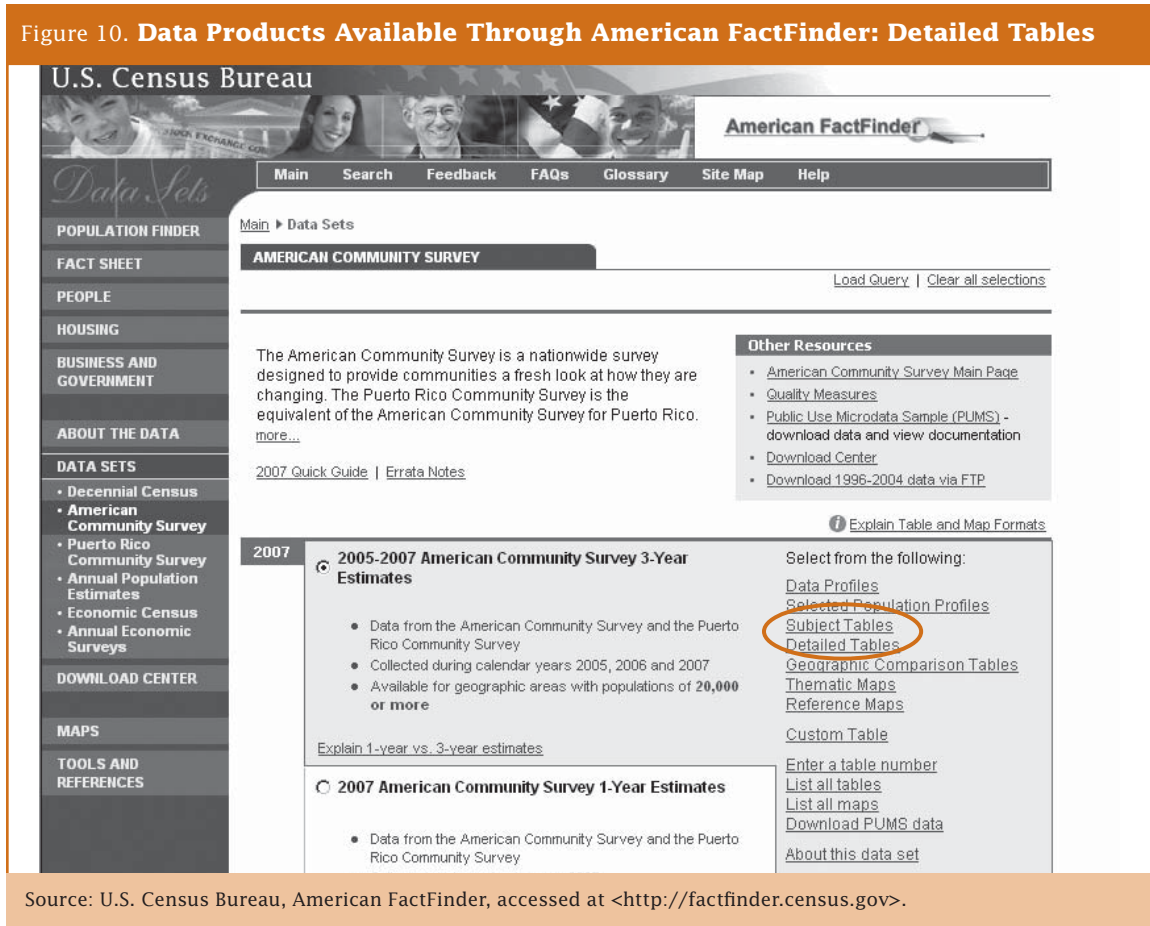 Figure 10. Data Products Available Through American FactFinder: Detailed Tables
U.S. Census Bureau
STOCK EXCHANGE
American FactFinder
Data Sets
Main Search Feedback FAQs Glossary Site Map Help
POPULATION FINDER
FACT SHEET
PEOPLE
HOUSING
BUSINESS AND
GOVERNMENT
ABOUT THE DATA
DATA SETS
• Decennial Census
• American
Community Survey
• Puerto Rico
Community Survey
• Annual Population
Estimates
• Economic Census
• Annual Economic
Surveys
DOWNLOAD CENTER
MAPS
TOOLS AND
REFERENCES
Main ▶ Data Sets
AMERICAN COMMUNITY SURVEY
Load Query | Clear all selections
The American Community Survey is a nationwide survey
designed to provide communities a fresh look at how they are
changing. The Puerto Rico Community Survey is the
equivalent of the American Community Survey for Puerto Rico.
more...
2007 Quick Guide | Errata Notes
Other Resources
• American Community Survey Main Page
• Quality Measures
• Public Use Microdata Sample (PUMS) -
download data and view documentation
• Download Center
• Download 1996-2004 data via FTP
Explain Table and Map Formats
2007
2005-2007 American Community Survey 3-Year
Estimates
• Data from the American Community Survey and the Puerto
Rico Community Survey
• Collected during calendar years 2005, 2006 and 2007
• Available for geographic areas with populations of 20,000
or more
Explain 1-year vs. 3-year estimates
2007 American Community Survey 1-Year Estimates
• Data from the American Community Survey and the Puerto
Rico Community Survey
Select from the following:
Data Profiles
Selected Population Profiles
Subject Tables
Detailed Tables
Geographic Comparison Tables
Thematic Maps
Reference Maps
Custom Table
Enter a table number
List all tables
List all maps
Download PUMS data
About this data set
Source: U.S. Census Bureau, American FactFinder, accessed at <http://factfinder.census.gov>.